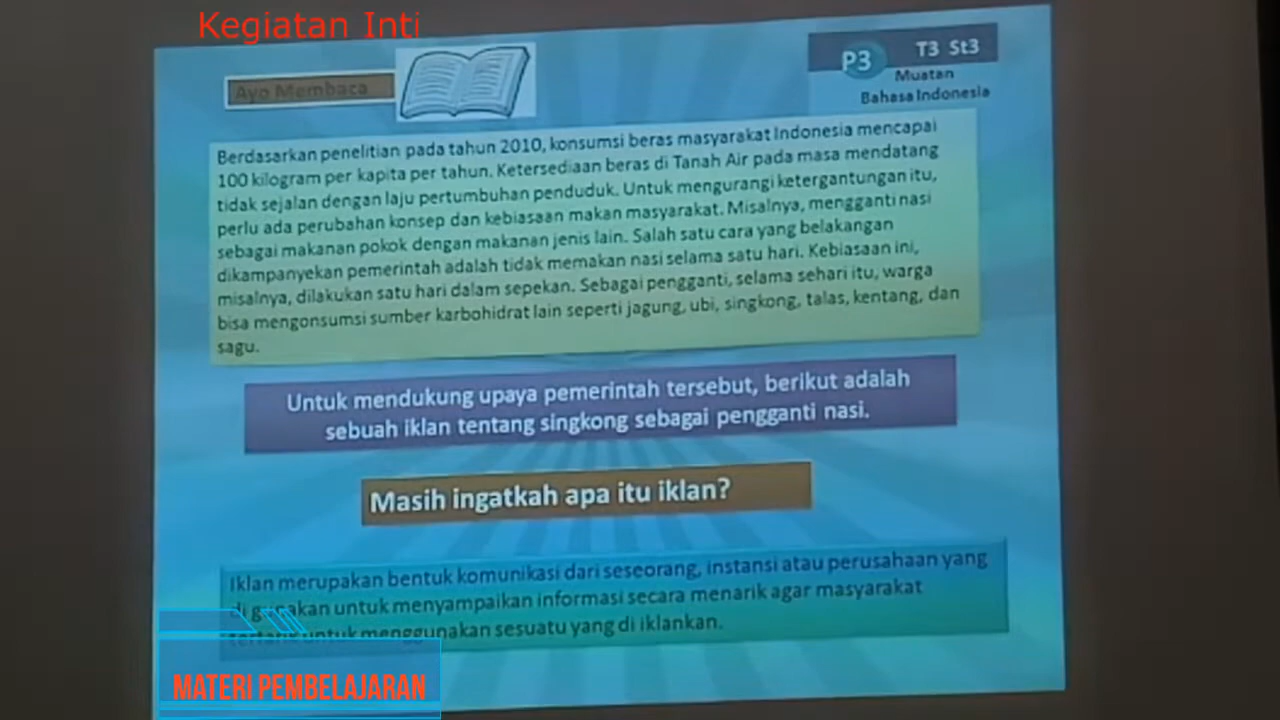 Kegiatan Inti
Ayo Membaca
P3
T3 St3
Muatan
Bahasa Indonesia
Berdasarkan penelitian pada tahun 2010, konsumsi beras masyarakat Indonesia mencapai
100 kilogram per kapita per tahun. Ketersediaan beras di Tanah Air pada masa mendatang
tidak sejalan dengan laju pertumbuhan penduduk. Untuk mengurangi ketergantungan itu,
perlu ada perubahan konsep dan kebiasaan makan masyarakat. Misalnya, mengganti nasi
sebagai makanan pokok dengan makanan jenis lain. Salah satu cara yang belakangan
dikampanyekan pemerintah adalah tidak memakan nasi selama satu hari. Kebiasaan ini,
misalnya, dilakukan satu hari dalam sepekan. Sebagai pengganti, selama sehari itu, warga
bisa mengonsumsi sumber karbohidrat lain seperti jagung, ubi, singkong, talas, kentang, dan
sagu.
Untuk mendukung upaya pemerintah tersebut, berikut adalah
sebuah iklan tentang singkong sebagai pengganti nasi.
Masih ingatkah apa itu iklan?
Iklan merupakan bentuk komunikasi dari seseorang, instansi atau perusahaan yang
di gunakan untuk menyampaikan informasi secara menarik agar masyarakat
tertarik untuk menggunakan sesuatu yang di iklankan.
MATERI PEMBELAJARAN